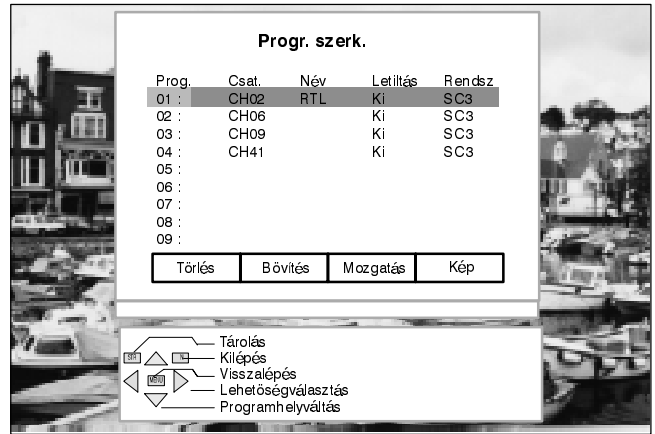 Progr. szerk.
Prog. Csat. Név Letiltás Rendsz
01 : CH02 RTL Ki SC3
02 : CH06 Ki SC3
03 : CH09 Ki SC3
04 : CH41 Ki SC3
05 :
06 :
07 :
08 :
09 :
Törlés Bövítés Mozgatás Kép
Tárolás
STR N Kilépés
Visszalépés
MENU Lehetöségválasztás
Programhelyváltás